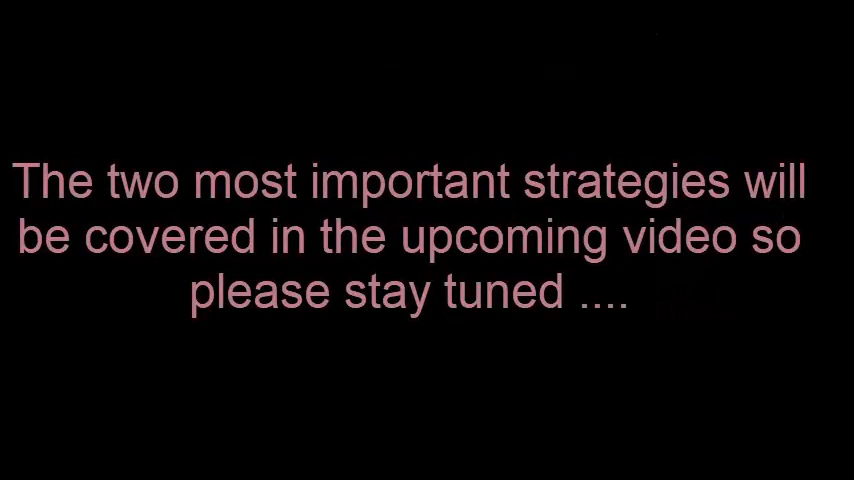 The two most important strategies will
be covered in the upcoming video so
please stay tuned ....